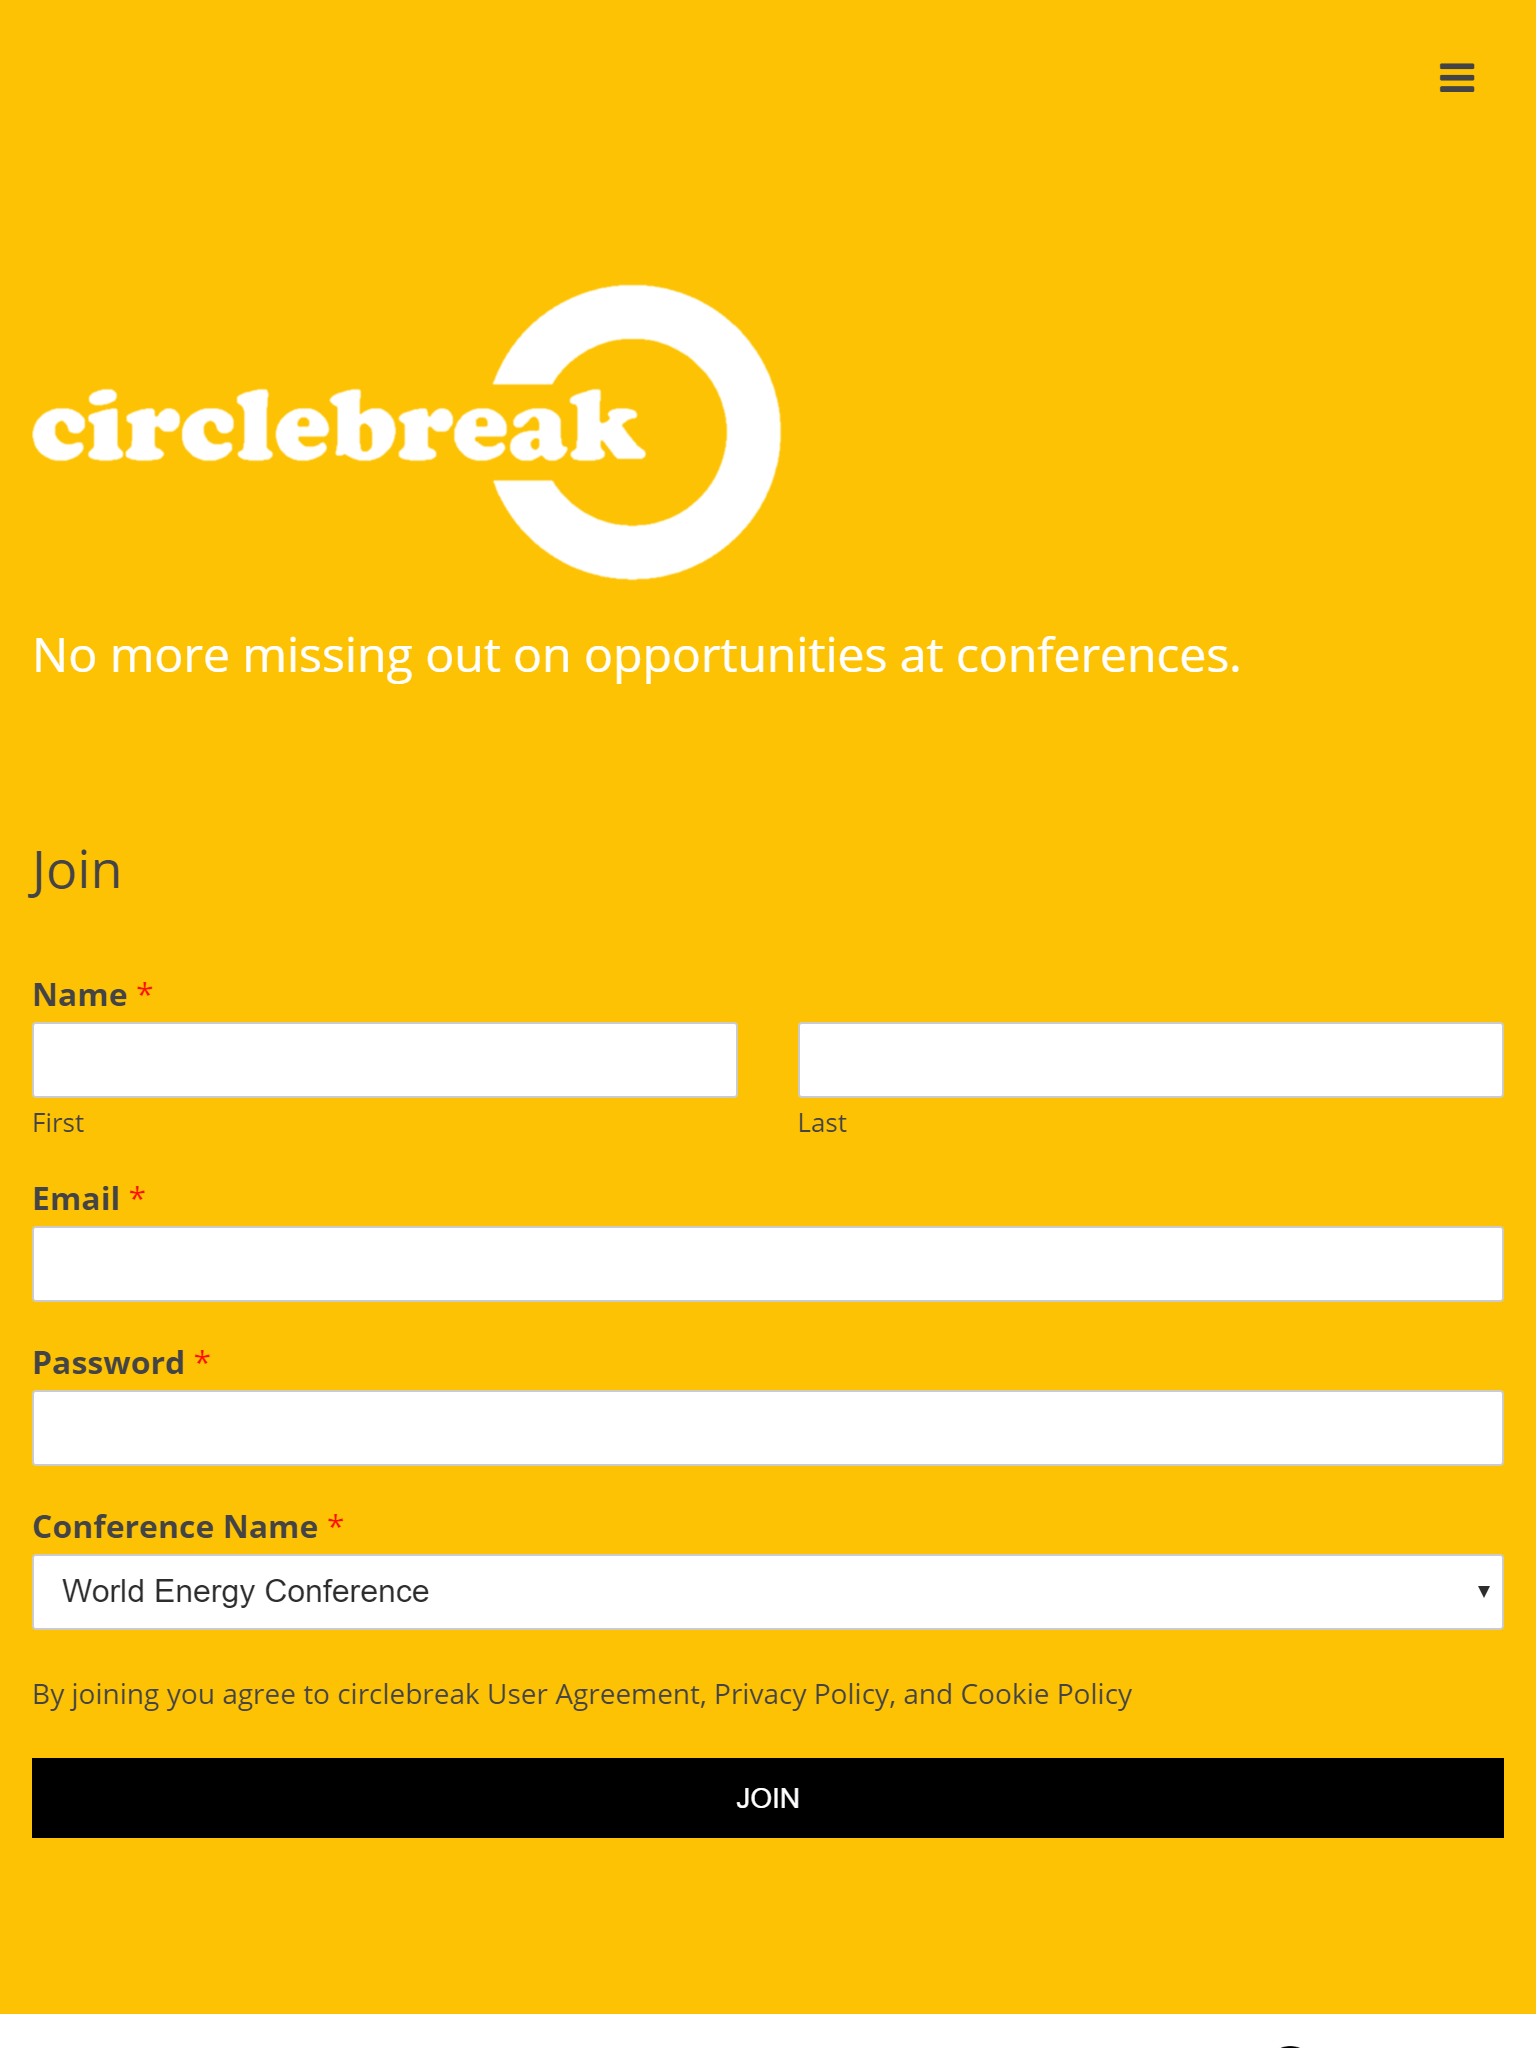 circlebreak
No more missing out on opportunities at conferences.
Join
Name *
First
Last
Email *
Password *
Conference Name *
World Energy Conference
By joining you agree to circlebreak User Agreement, Privacy Policy, and Cookie Policy
JOIN